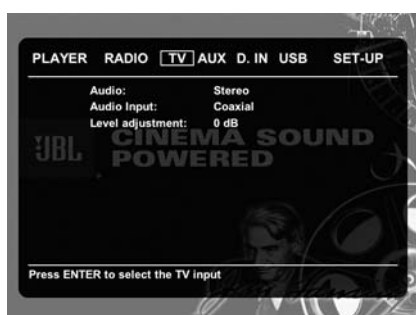 PLAYER RADIO TV AUX D. IN USB SET-UP
Audio: Stereo
Audio Input: Coaxial
Level adjustment: 0 dB
JBL CINEMA SOUND
POWERED
Press ENTER to select the TV input